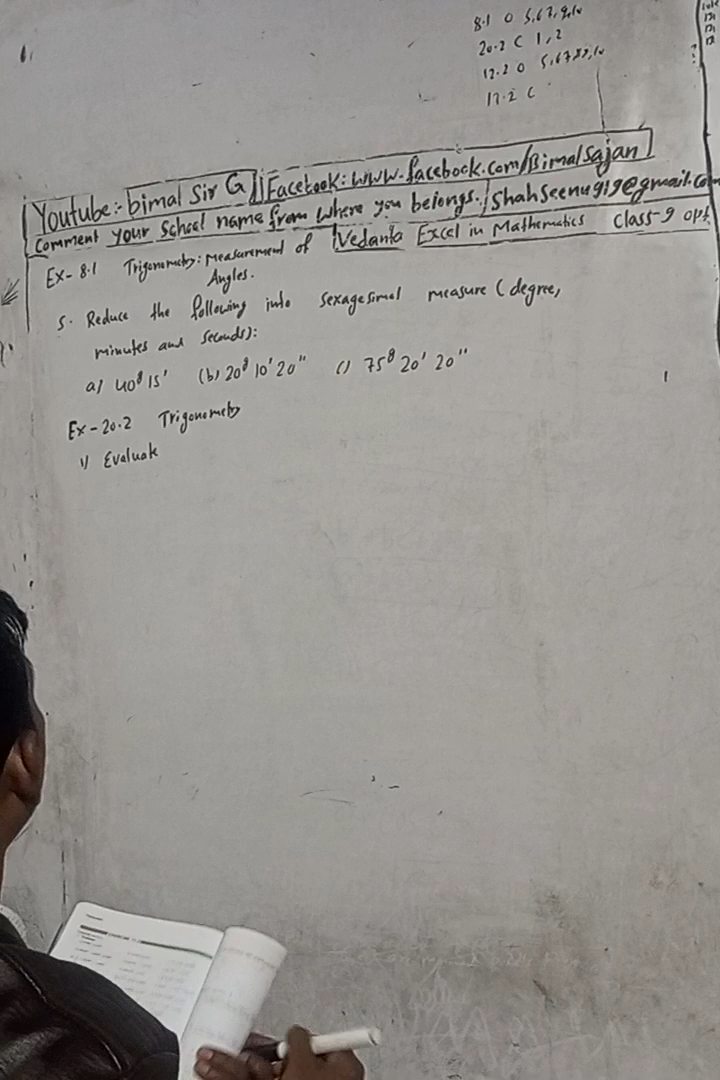 8.1 O 5,6,7,9,10
20.2 C 1,2
17.2 O 5,6,7,8,9,10
17.2 C
Youtube:- bimal Sir G || Facebook: www.facebook.com/BimalSajan
Comment your School name from where you belongs. | Shahseenu919@gmail.com
Vedanta Excel in Mathematics Class-9 opt
Ex- 8.1 Trigonometry: Measurement of
Angles.
5. Reduce the following into sexagesimal measure (degree,
minutes and seconds):
a) 40g 15' (b) 20g 10' 20" c) 75g 20' 20"
Ex-20.2 Trigonometry
1) Evaluate